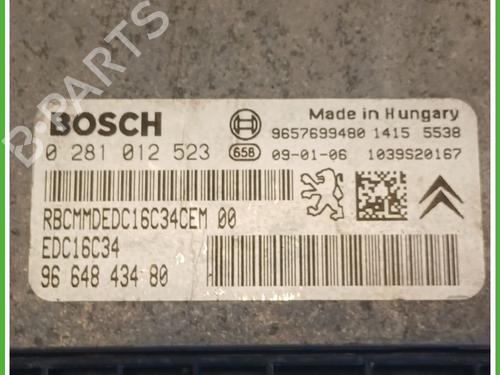 BOSCH
Made in Hungary
9657699480 1415 5538
0 281 012 523
658
09-01-06 1039S20167
RBCMMDEDC16C34CEM 00
EDC16C34
96 648 434 80